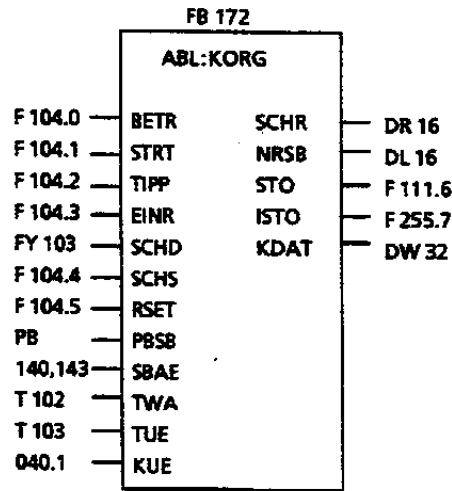 FB 172
ABL:KORG
F 104.0 BETR SCHR DR 16
F 104.1 STRT NRSB DL 16
F 104.2 TIPP STO F 111.6
F 104.3 EINR ISTO F 255.7
FY 103 SCHD KDAT DW 32
F 104.4 SCHS
F 104.5 RSET
PB PBSB
140,143 SBAE
T 102 TWA
T 103 TUE
040.1 KUE